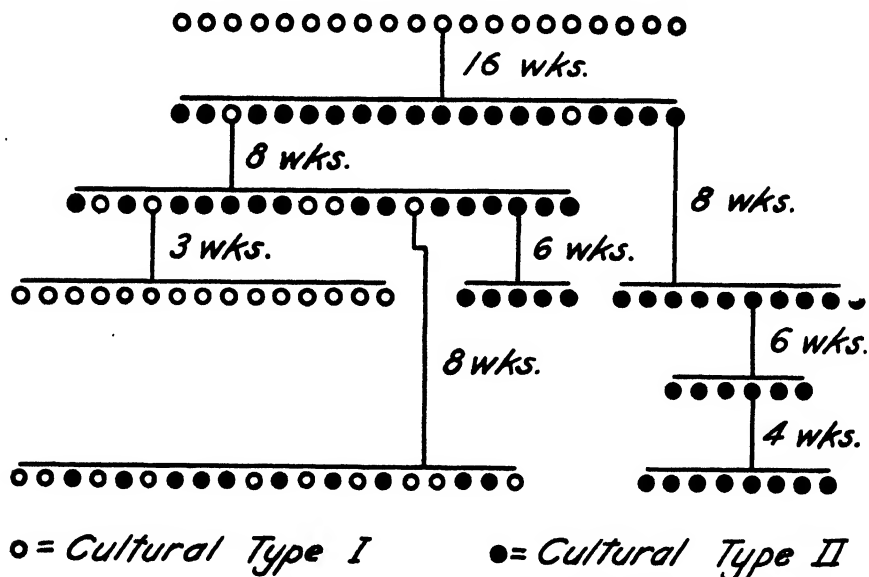 16 wks.
8 wks.
8 wks.
3 wks.
6 wks.
6 wks.
8 wks.
4 wks.
o = Cultural Type I
●= Cultural Type II